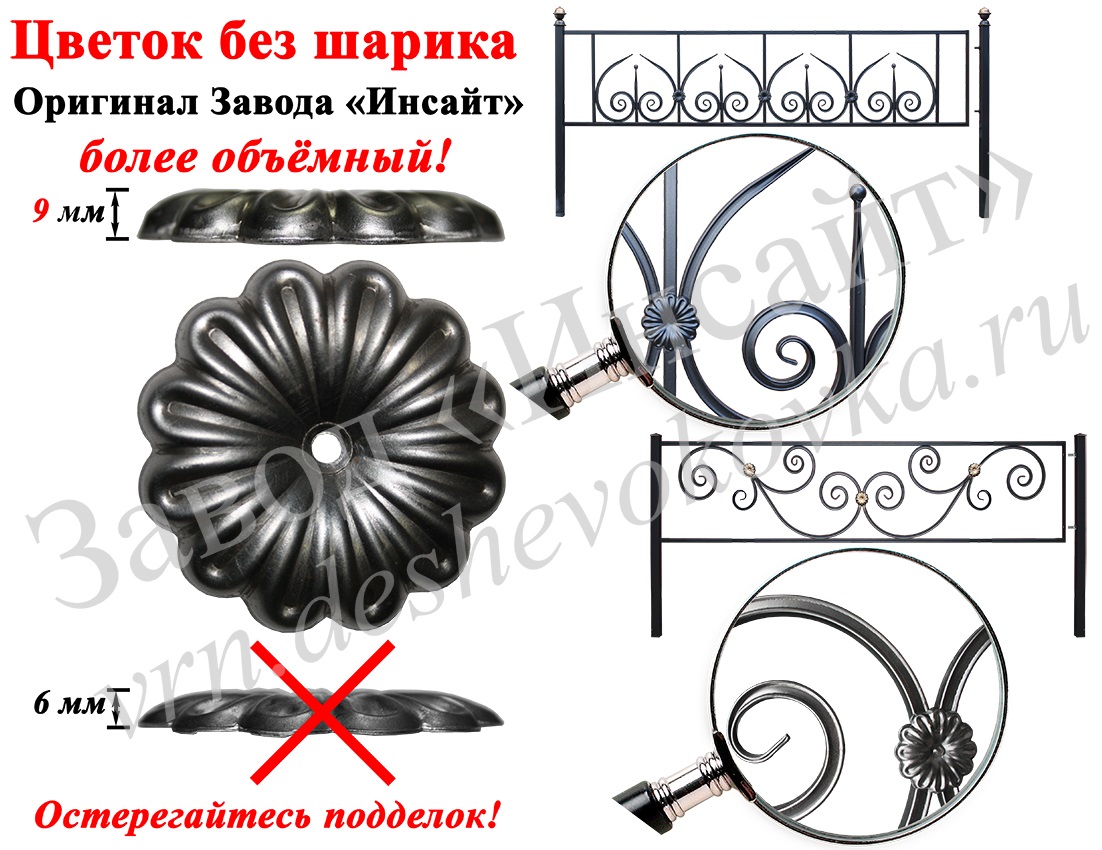 Цветок без шарика
Оригинал Завода «Инсайт»
более объёмный!
9 мм
6 мм
Остерегайтесь подделок!
Завод «Инсайт»
vrn.deshevokovka.ru